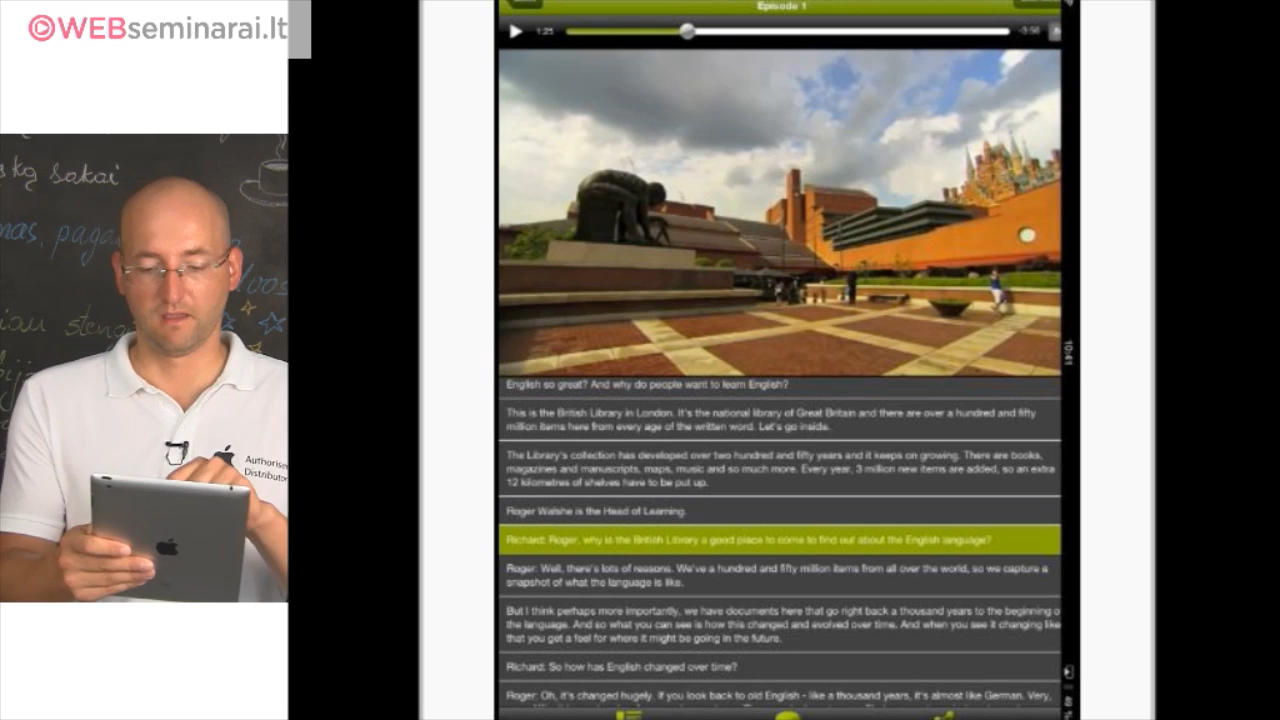 WEBseminarai.lt
Episode 1
1:25
ską sakai
Authorise
Distributor
10:41
English so great? And why do people want to learn English?
This is the British Library in London. It's the national library of Great Britain and there are over a hundred and fifty
million items here from every age of the written word. Let's go inside.
The Library's collection has developed over two hundred and fifty years and it keeps on growing. There are books,
magazines and manuscripts, maps, music and so much more. Every year, 3 million new items are added, so an extra
12 kilometres of shelves have to be put up.
Roger Walshe is the Head of Learning.
Richard: Roger, why is the British Library a good place to come to find out about the English language?
Roger: Well, there's lots of reasons. We've a hundred and fifty million items from all over the world, so we capture a
snapshot of what the language is like.
But I think perhaps more importantly, we have documents here that go right back a thousand years to the beginning o
the language. And so what you can see is how this changed and evolved over time. And when you see it changing like
that you get a feel for where it might be going in the future.
Richard: So how has English changed over time?
Roger: Oh, it's changed hugely. If you look back to old English - like a thousand years, it's almost like German. Very,